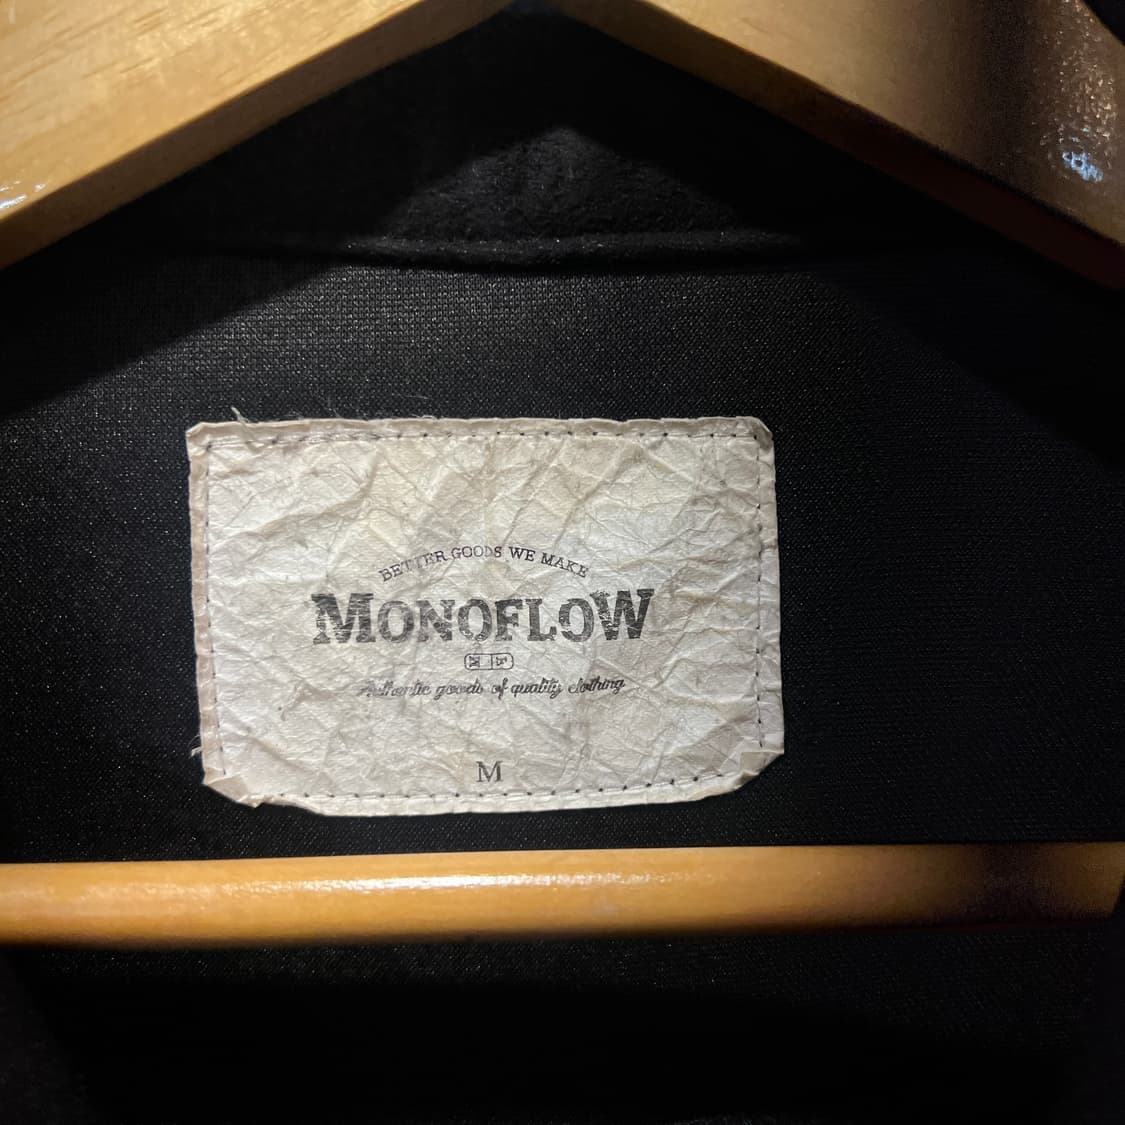 BETTER GOODS WE MAKE
MONOFLOW
M F
Authentic goods of quality clothing
M